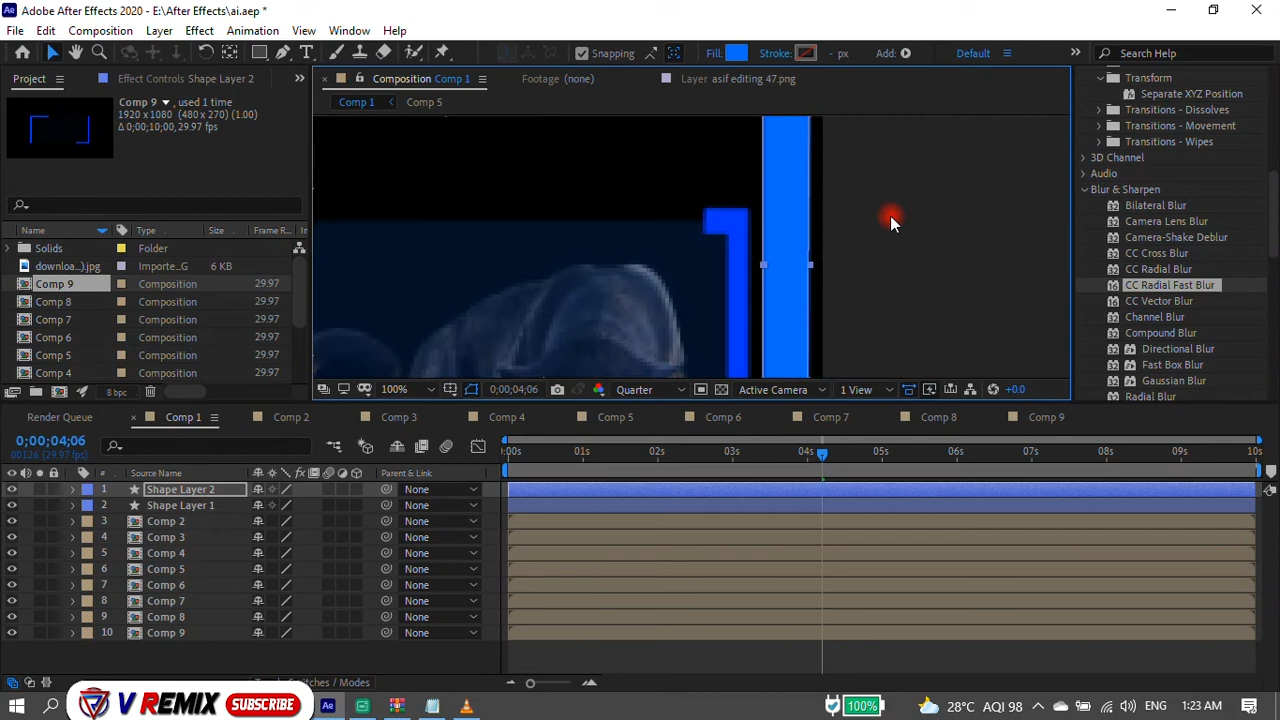 Ae Adobe After Effects 2020 - E:\After Effects\ai.aep *
File Edit Composition Layer Effect Animation View Window Help
Snapping Fill: Stroke: - px Add: Default Search Help
Project Effect Controls Shape Layer 2 Composition Comp 1 Footage (none) Layer asif editing 47.png
Comp 1 Comp 5
Comp 9, used 1 time
1920 x 1080 (480 x 270) (1.00)
Δ 0;00;10;00, 29.97 fps
Name Type Size Frame R...
Solids Folder
downloa...).jpg Importe...G 6 KB
Comp 9 Composition 29.97
Comp 8 Composition 29.97
Comp 7 Composition 29.97
Comp 6 Composition 29.97
Comp 5 Composition 29.97
Comp 4 Composition 29.97
8 bpc
Transform
Separate XYZ Position
Transitions - Dissolves
Transitions - Movement
Transitions - Wipes
3D Channel
Audio
Blur & Sharpen
Bilateral Blur
Camera Lens Blur
Camera-Shake Deblur
CC Cross Blur
CC Radial Blur
CC Radial Fast Blur
CC Vector Blur
Channel Blur
Compound Blur
Directional Blur
Fast Box Blur
Gaussian Blur
Radial Blur
100% 0;00;04;06 Quarter Active Camera 1 View +0.0
Render Queue Comp 1 Comp 2 Comp 3 Comp 4 Comp 5 Comp 6 Comp 7 Comp 8 Comp 9
0;00;04;06
00126 (29.97 fps)
:00s 01s 02s 03s 04s 05s 06s 07s 08s 09s 10s
# Source Name Parent & Link
1 Shape Layer 2 None
2 Shape Layer 1 None
3 Comp 2 None
4 Comp 3 None
5 Comp 4 None
6 Comp 5 None
7 Comp 6 None
8 Comp 7 None
9 Comp 8 None
10 Comp 9 None
Switches / Modes
V REMIX SUBSCRIBE Ae 100% 28°C AQI 98 ENG 1:23 AM